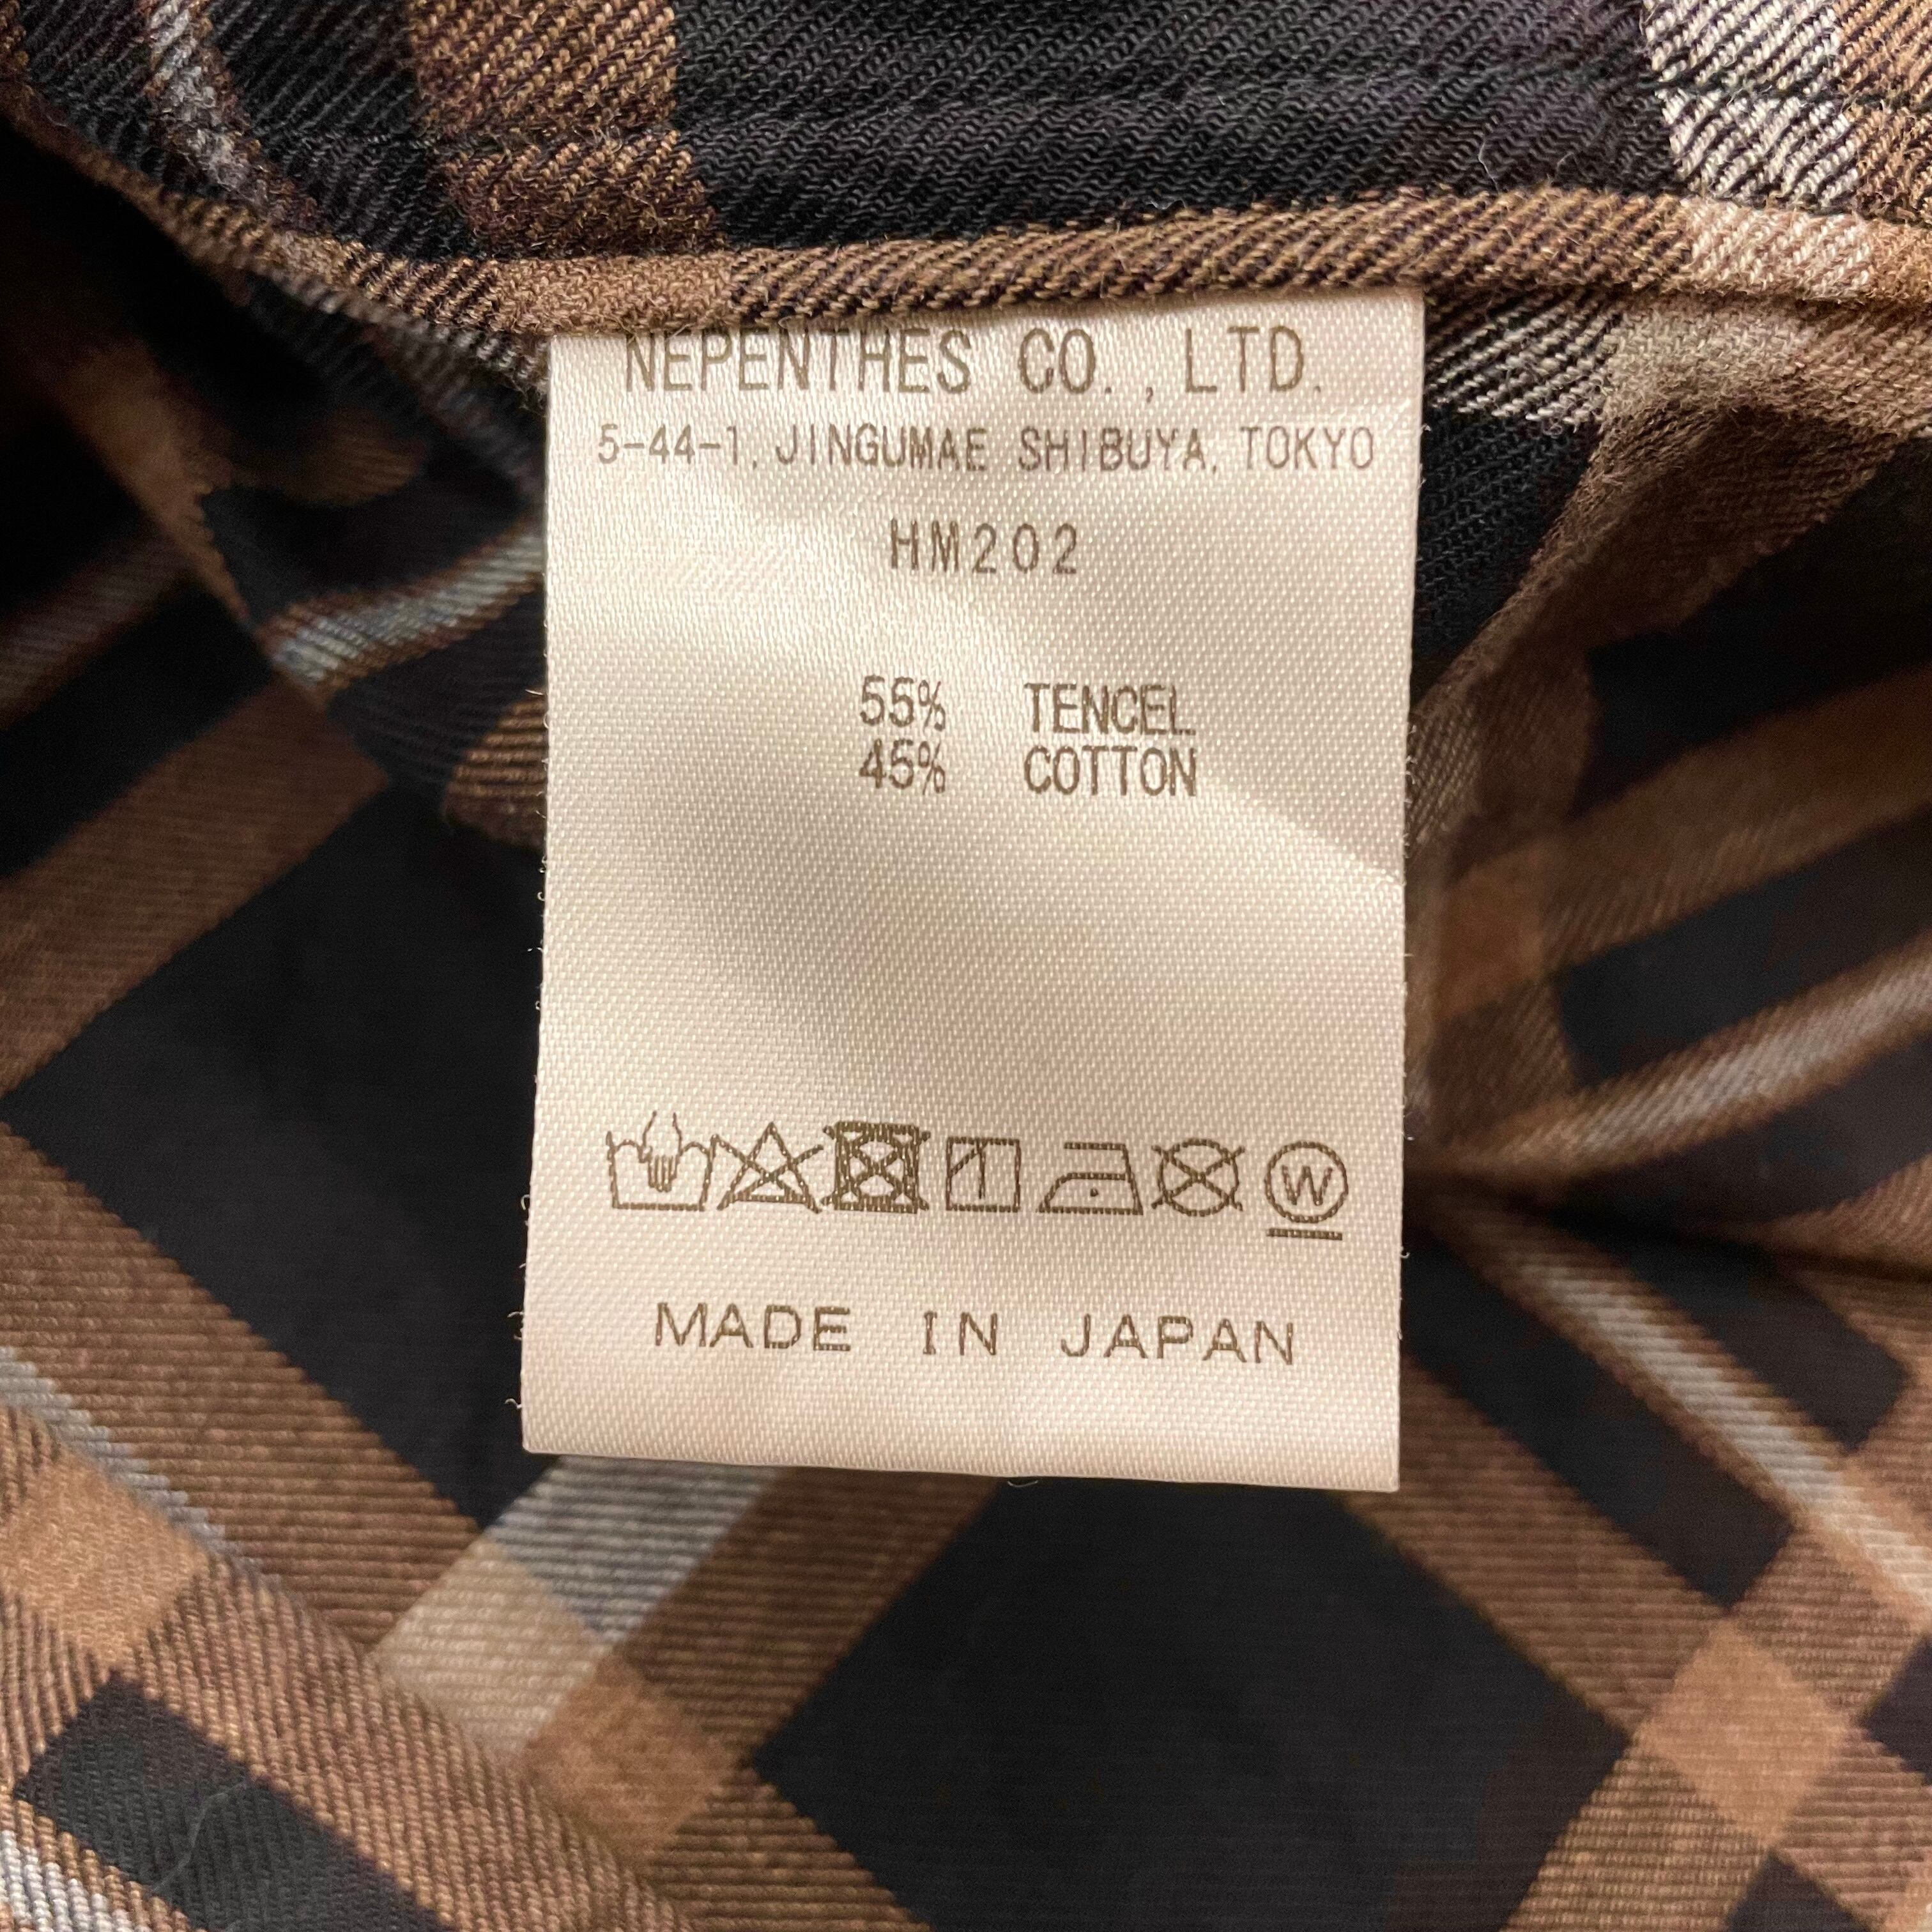 NEPENTHES CO., LTD.
5-44-1, JINGUMAE SHIBUYA, TOKYO
HM202
55% TENCEL
45% COTTON
W
MADE IN JAPAN